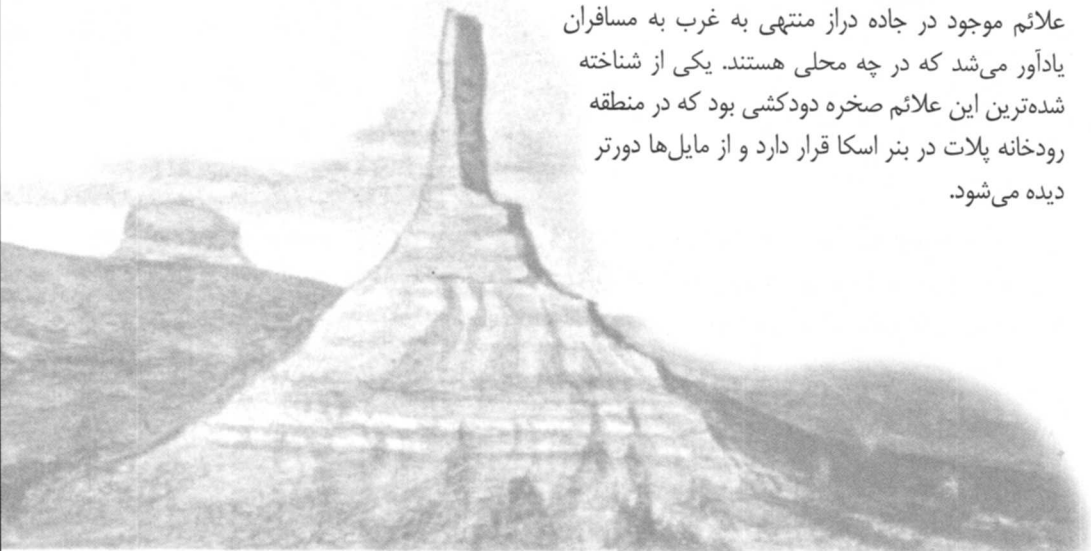 علائم موجود در جاده دراز منتهی به غرب به مسافران
یادآور می‌شد که در چه محلی هستند. یکی از شناخته
شده‌ترین این علائم صخره دودکشی بود که در منطقه
رودخانه پلات در بنر اسکا قرار دارد و از مایل‌ها دورتر
دیده می‌شود.